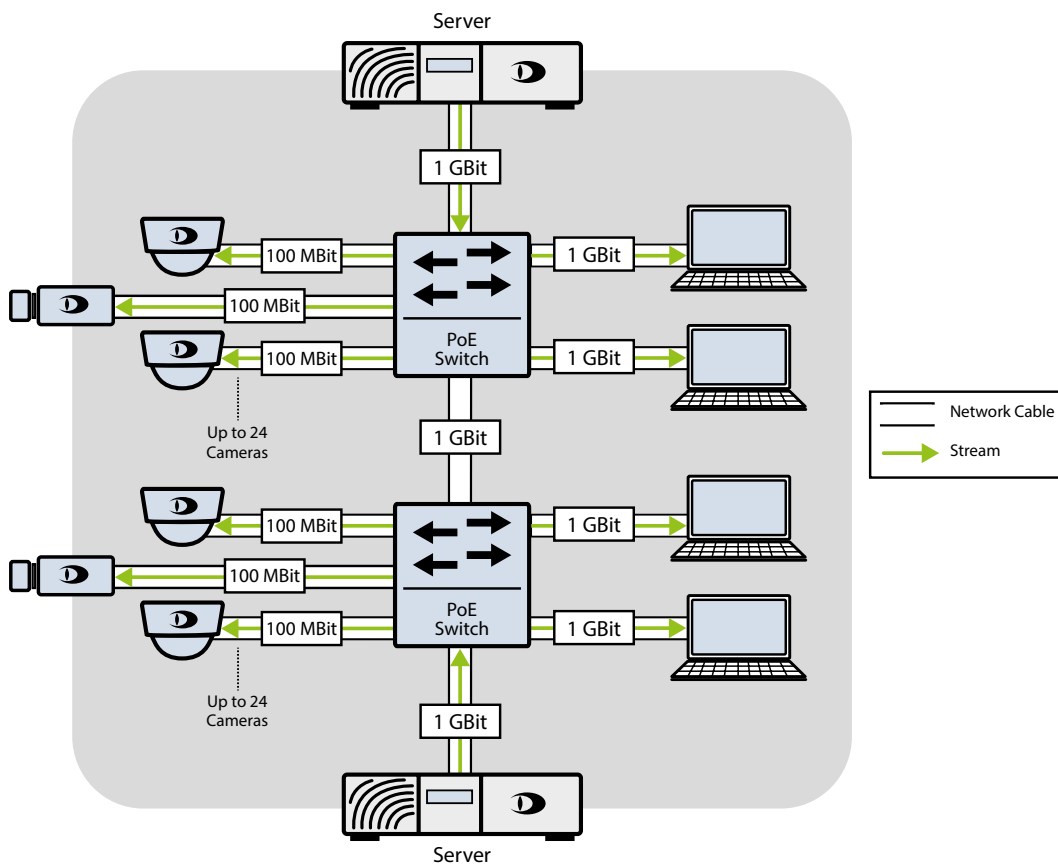 Server
1 GBit
100 MBit
1 GBit
100 MBit
100 MBit
1 GBit
PoE
Switch
Up to 24
Cameras
1 GBit
Network Cable
Stream
100 MBit
1 GBit
100 MBit
100 MBit
1 GBit
PoE
Switch
Up to 24
Cameras
1 GBit
Server